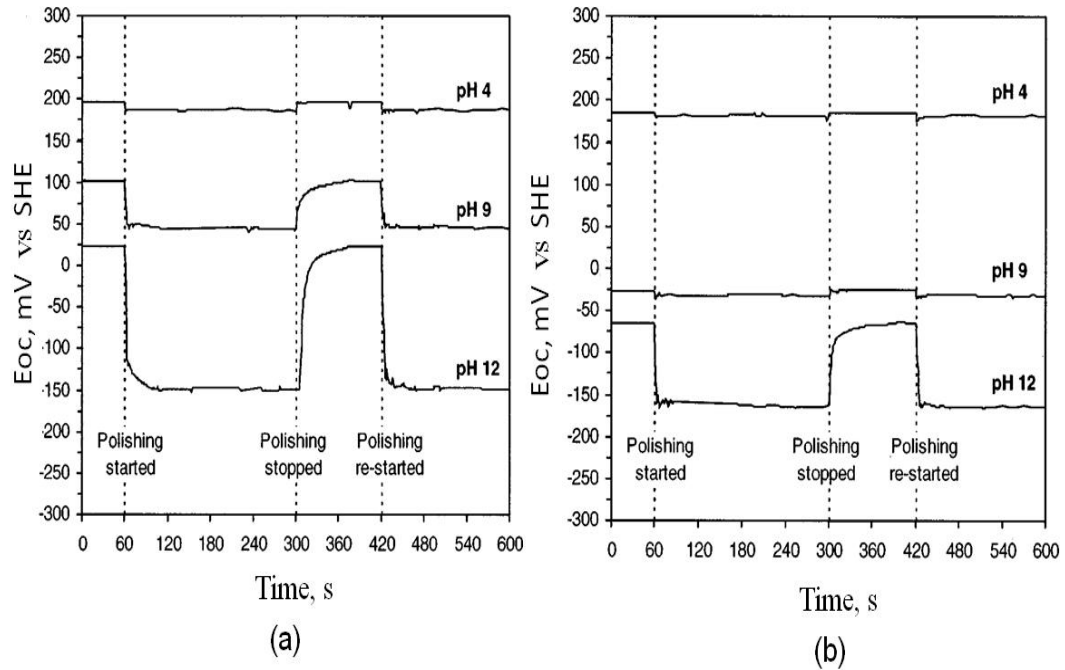 300
250
200
150
100
50
0
-50
-100
-150
-200
-250
-300
Eoc, mV vs SHE
pH 4
pH 9
pH 12
Polishing
started
Polishing
stopped
Polishing
re-started
0 60 120 180 240 300 360 420 480 540 600
Time, s
(a)
300
250
200
150
100
50
0
-50
-100
-150
-200
-250
-300
Eoc, mV vs SHE
pH 4
pH 9
pH 12
Polishing
started
Polishing
stopped
Polishing
re-started
0 60 120 180 240 300 360 420 480 540 600
Time, s
(b)